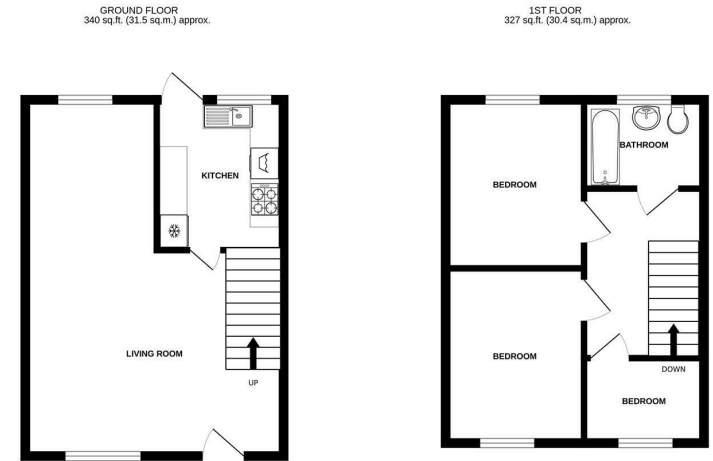 GROUND FLOOR
340 sq.ft. (31.5 sq.m.) approx.
1ST FLOOR
327 sq.ft. (30.4 sq.m.) approx.
KITCHEN
LIVING ROOM
UP
BATHROOM
BEDROOM
BEDROOM
DOWN
BEDROOM